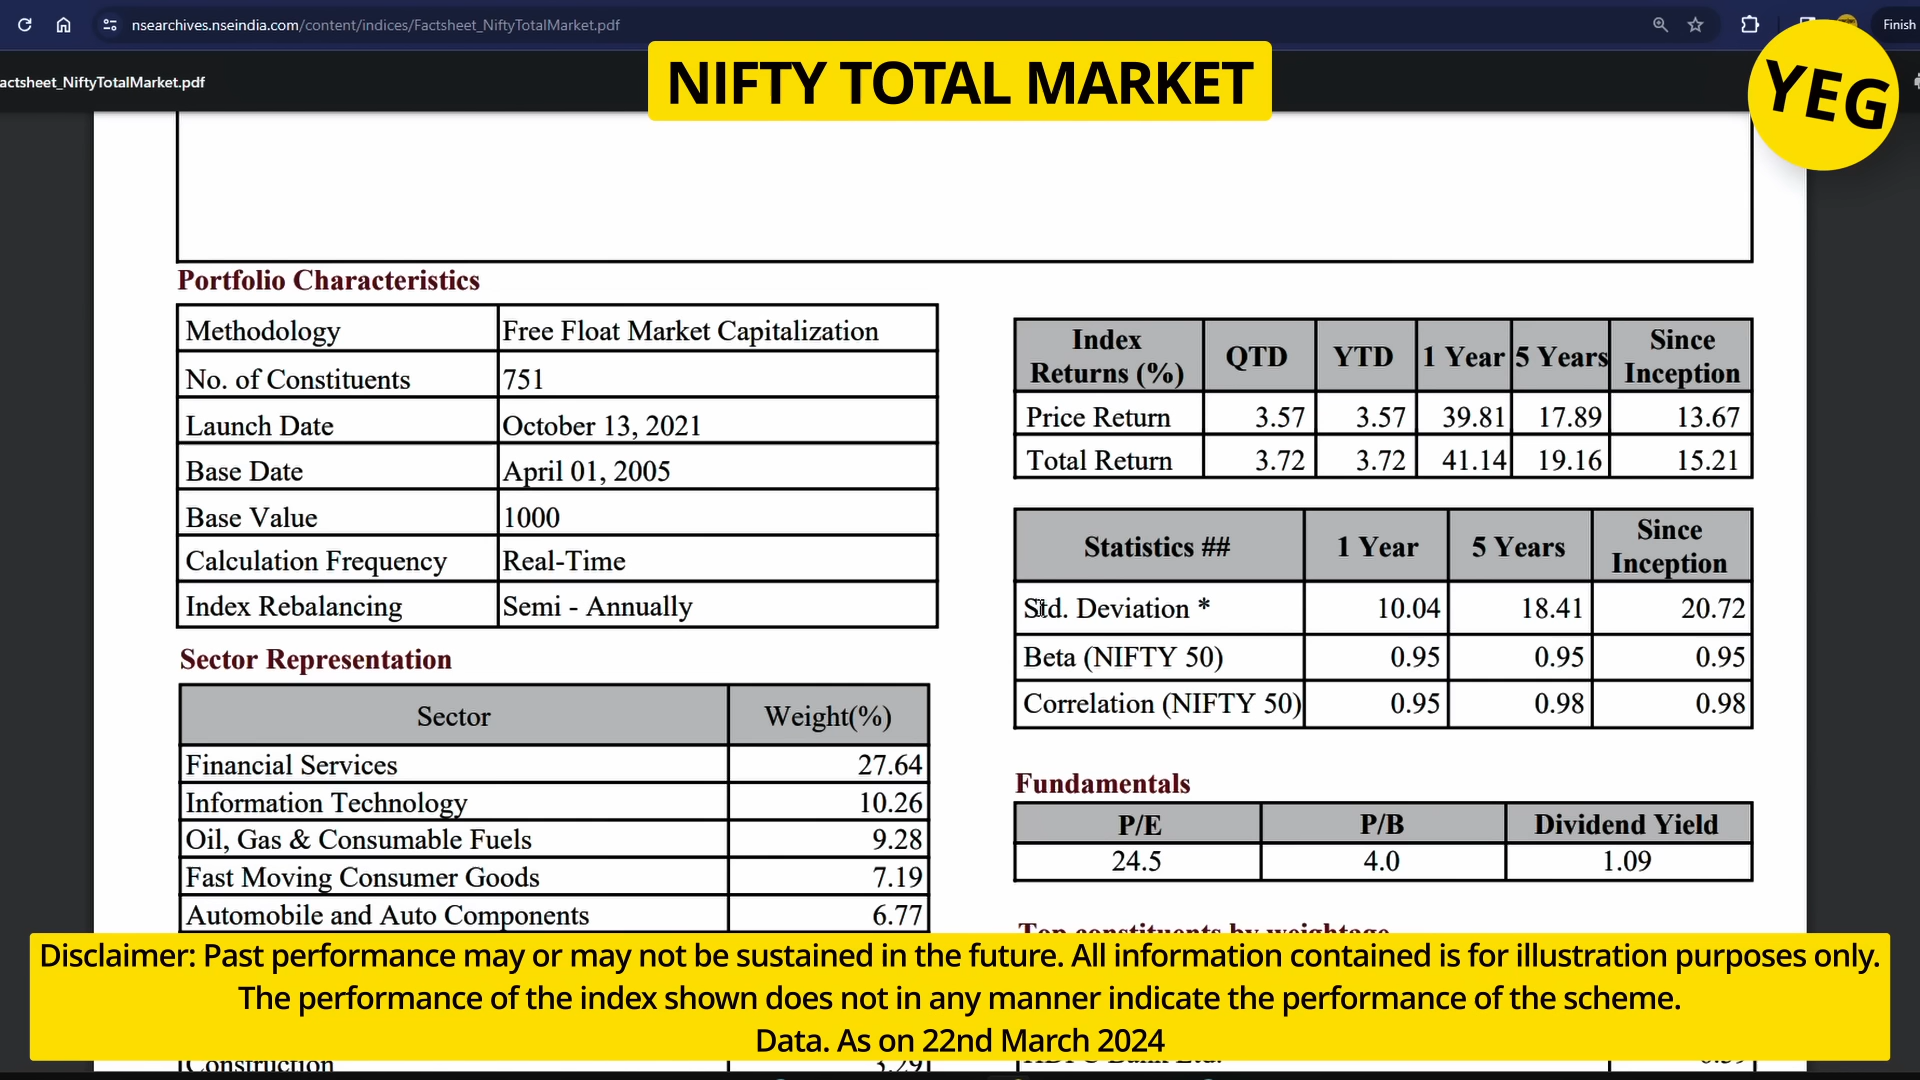 nsearchives.nseindia.com/content/indices/Factsheet_NiftyTotalMarket.pdf
Finish
actsheet_NiftyTotalMarket.pdf
NIFTY TOTAL MARKET
YEG
Portfolio Characteristics
Methodology Free Float Market Capitalization
No. of Constituents 751
Launch Date October 13, 2021
Base Date April 01, 2005
Base Value 1000
Calculation Frequency Real-Time
Index Rebalancing Semi - Annually
Index Returns (%) QTD YTD 1 Year 5 Years Since Inception
Price Return 3.57 3.57 39.81 17.89 13.67
Total Return 3.72 3.72 41.14 19.16 15.21
Statistics ## 1 Year 5 Years Since Inception
Std. Deviation * 10.04 18.41 20.72
Beta (NIFTY 50) 0.95 0.95 0.95
Correlation (NIFTY 50) 0.95 0.98 0.98
Sector Representation
Sector Weight(%)
Financial Services 27.64
Information Technology 10.26
Oil, Gas & Consumable Fuels 9.28
Fast Moving Consumer Goods 7.19
Automobile and Auto Components 6.77
Fundamentals
P/E P/B Dividend Yield
24.5 4.0 1.09
Top constituents by weightage
Disclaimer: Past performance may or may not be sustained in the future. All information contained is for illustration purposes only.
The performance of the index shown does not in any manner indicate the performance of the scheme.
Data. As on 22nd March 2024
Construction 3.29